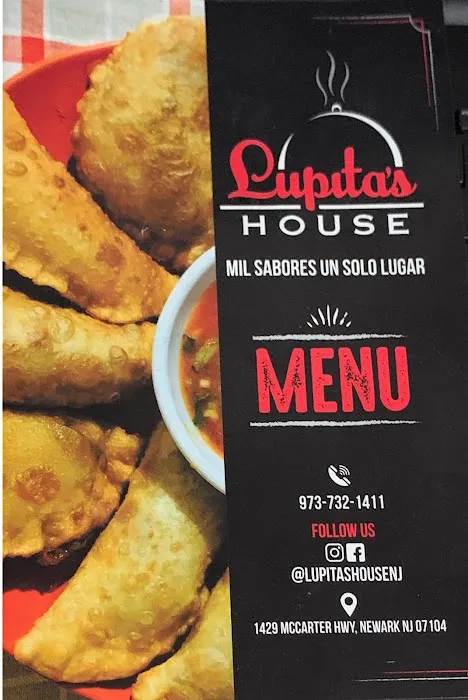 Lupita's
HOUSE
MIL SABORES UN SOLO LUGAR
MENU
973-732-1411
FOLLOW US
@LUPITASHOUSENJ
1429 MCCARTER HWY, NEWARK NJ 07104